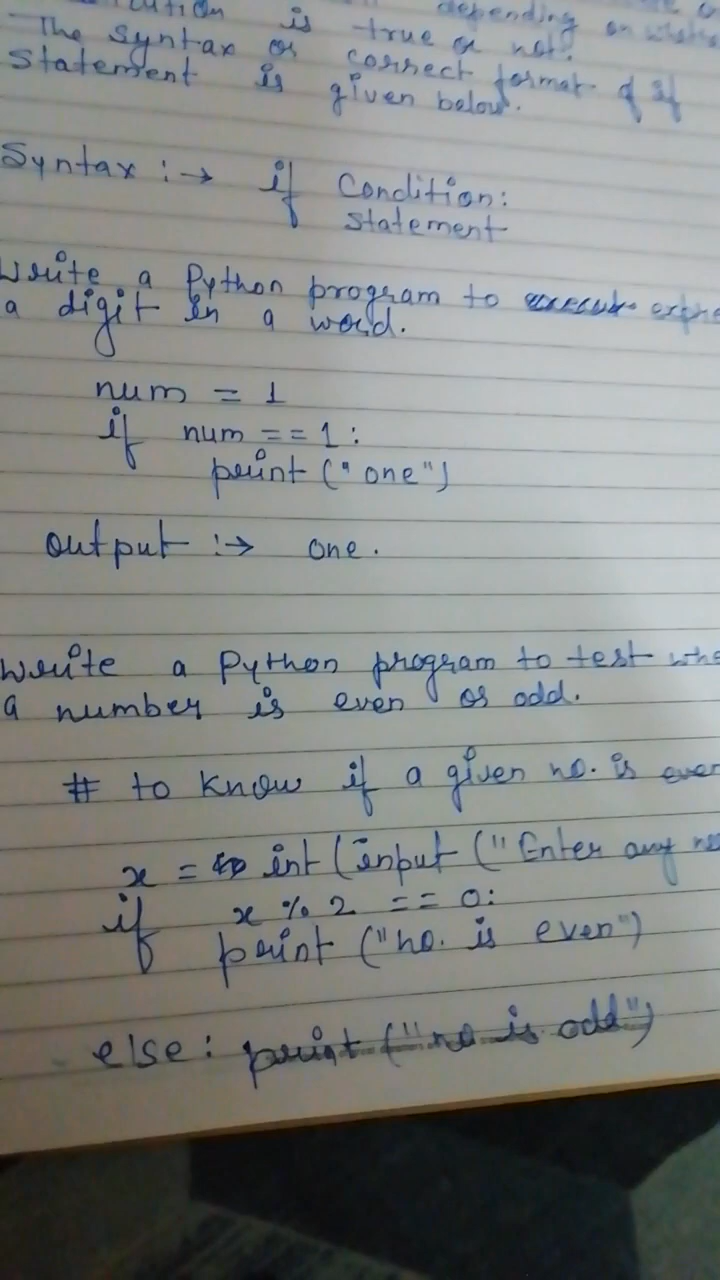 is true or not. depending on
The syntax or correct format of if
statement is given below.
Syntax :→ if Condition:
statement
Write a Python program to
a digit in a word.
num = 1
if num == 1:
print ("one")
output :→ one.
Write a Python program to test
a number is even or odd.
# to know if a given no. is even
x = int (input ("Enter any no
if x % 2 == 0:
print ("no. is even")
else: print ("no is odd")